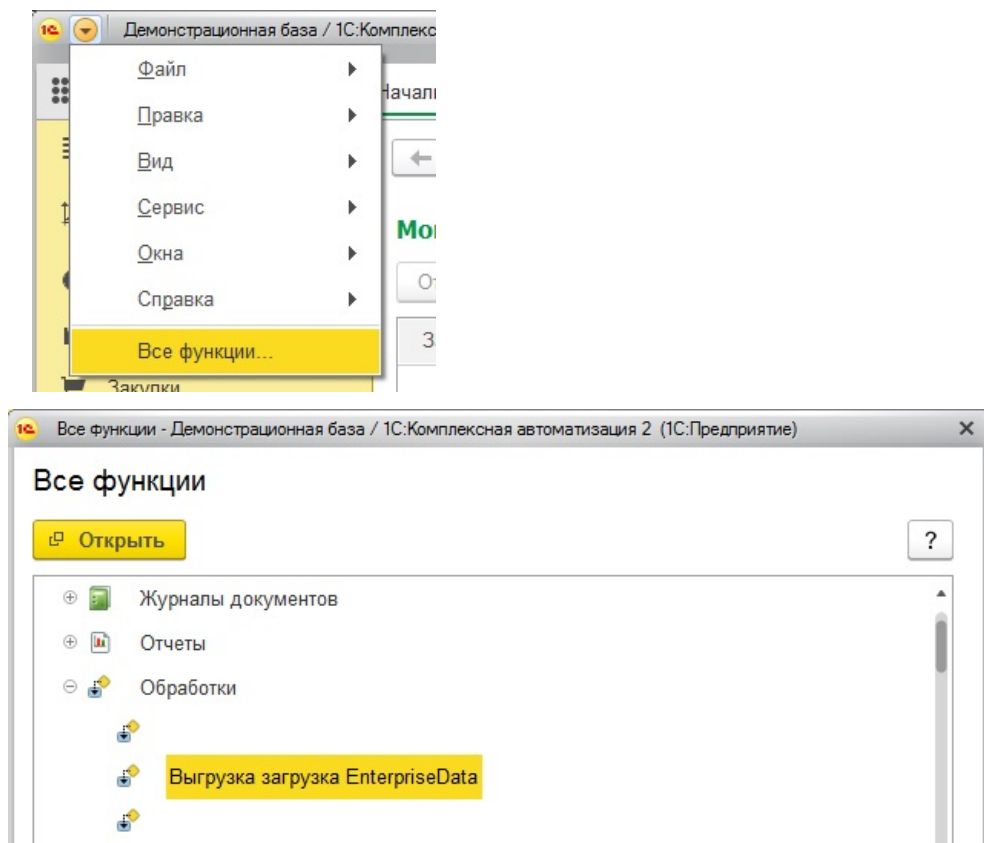 Демонстрационная база / 1С:Комплекс
Файл
Начал
Правка
Вид
Сервис
Мо
Окна
О
Справка
З
Все функции...
Закупки
Все функции - Демонстрационная база / 1С:Комплексная автоматизация 2 (1С:Предприятие)
Все функции
Открыть
?
Журналы документов
Отчеты
Обработки
Выгрузка загрузка EnterpriseData